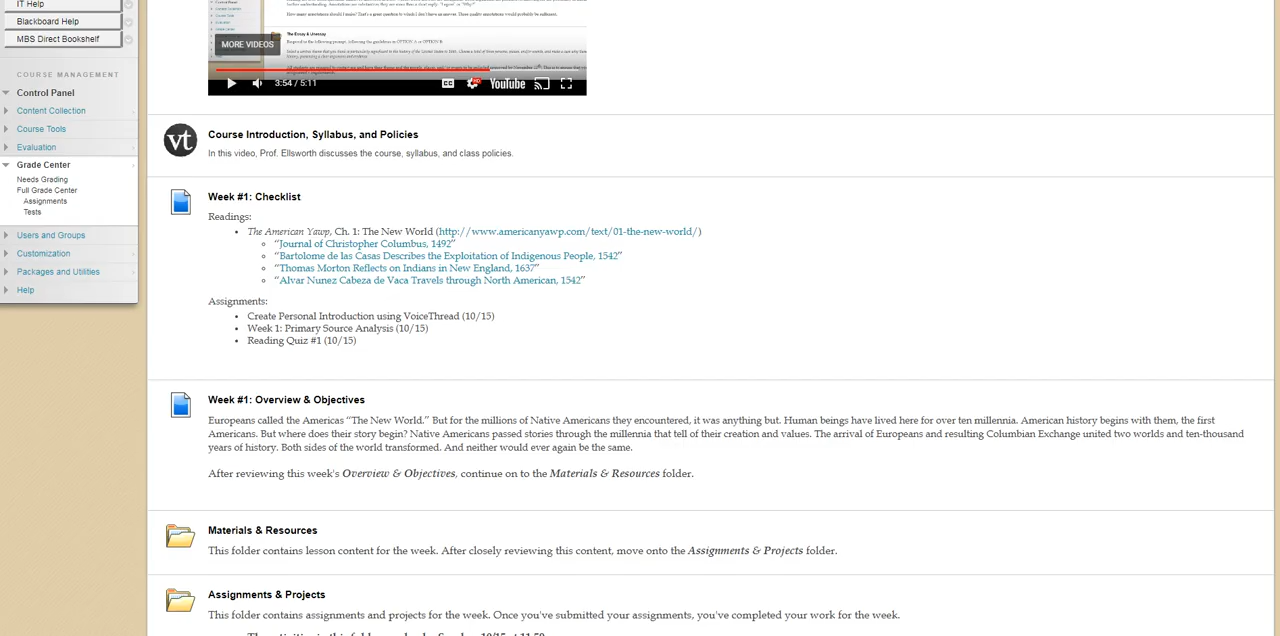 IT Help
Blackboard Help
MBS Direct Bookshelf
COURSE MANAGEMENT
Control Panel
Content Collection
Course Tools
Evaluation
Grade Center
Needs Grading
Full Grade Center
Assignments
Tests
Users and Groups
Customization
Packages and Utilities
Help
The Essay & Unessay
MORE VIDEOS
3:54 / 5:11
CC
HD
YouTube
vt
Course Introduction, Syllabus, and Policies
In this video, Prof. Ellsworth discusses the course, syllabus, and class policies.
Week #1: Checklist
Readings:
• The American Yawp, Ch. 1: The New World (http://www.americanyawp.com/text/01-the-new-world/)
“Journal of Christopher Columbus, 1492”
“Bartolome de las Casas Describes the Exploitation of Indigenous People, 1542”
“Thomas Morton Reflects on Indians in New England, 1637”
“Alvar Nunez Cabeza de Vaca Travels through North American, 1542”
Assignments:
• Create Personal Introduction using VoiceThread (10/15)
• Week 1: Primary Source Analysis (10/15)
• Reading Quiz #1 (10/15)
Week #1: Overview & Objectives
Europeans called the Americas “The New World.” But for the millions of Native Americans they encountered, it was anything but. Human beings have lived here for over ten millennia. American history begins with them, the first
Americans. But where does their story begin? Native Americans passed stories through the millennia that tell of their creation and values. The arrival of Europeans and resulting Columbian Exchange united two worlds and ten-thousand
years of history. Both sides of the world transformed. And neither would ever again be the same.
After reviewing this week's Overview & Objectives, continue on to the Materials & Resources folder.
Materials & Resources
This folder contains lesson content for the week. After closely reviewing this content, move onto the Assignments & Projects folder.
Assignments & Projects
This folder contains assignments and projects for the week. Once you've submitted your assignments, you've completed your work for the week.